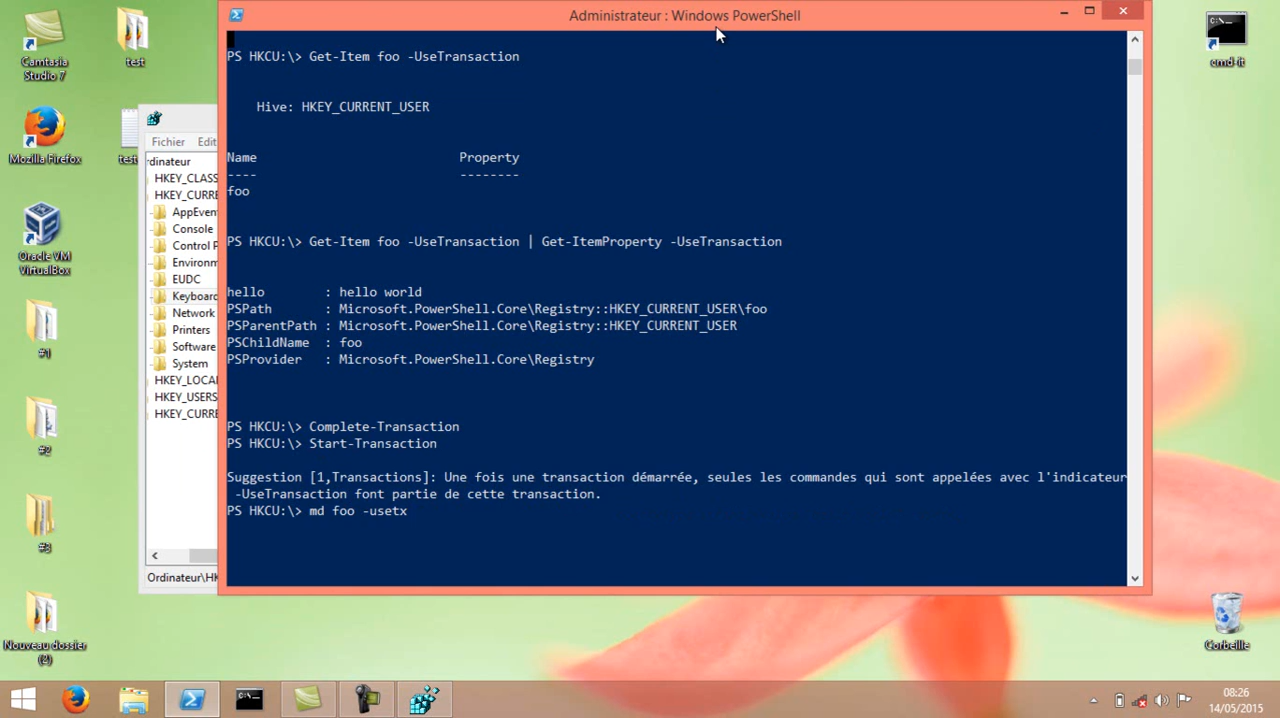 Administrateur : Windows PowerShell
PS HKCU:\> Get-Item foo -UseTransaction
Hive: HKEY_CURRENT_USER
Name Property
---- --------
foo
PS HKCU:\> Get-Item foo -UseTransaction | Get-ItemProperty -UseTransaction
hello : hello world
PSPath : Microsoft.PowerShell.Core\Registry::HKEY_CURRENT_USER\foo
PSParentPath : Microsoft.PowerShell.Core\Registry::HKEY_CURRENT_USER
PSChildName : foo
PSProvider : Microsoft.PowerShell.Core\Registry
PS HKCU:\> Complete-Transaction
PS HKCU:\> Start-Transaction
Suggestion [1,Transactions]: Une fois une transaction démarrée, seules les commandes qui sont appelées avec l'indicateur
-UseTransaction font partie de cette transaction.
PS HKCU:\> md foo -usetx
Camtasia
Studio 7
test
Mozilla Firefox
test
Oracle VM
VirtualBox
#1
#2
#3
Nouveau dossier
(2)
Fichier Edit
rdinateur
HKEY_CLASS
HKEY_CURRE
AppEven
Console
Control P
Environm
EUDC
Keyboard
Network
Printers
Software
System
HKEY_LOCA
HKEY_USERS
HKEY_CURRE
Ordinateur\HK
C:\_
cmd-it
Corbeille
C:\_
08:26
14/05/2015